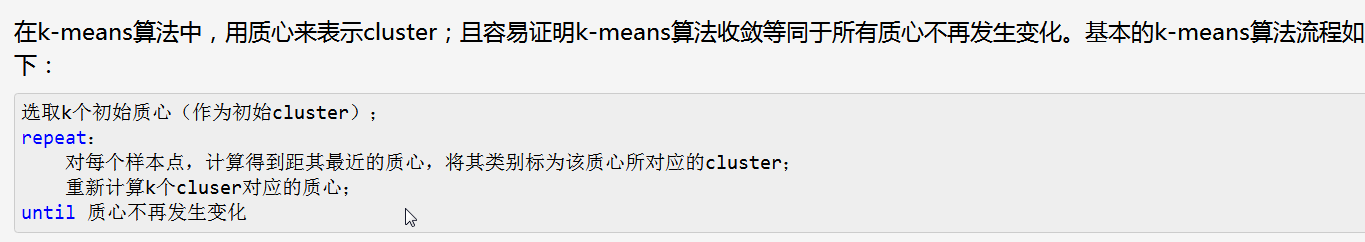 在k-means算法中，用质心来表示cluster；且容易证明k-means算法收敛等同于所有质心不再发生变化。基本的k-means算法流程如
下：
选取k个初始质心（作为初始cluster）；
repeat：
对每个样本点，计算得到距其最近的质心，将其类别标为该质心所对应的cluster；
重新计算k个cluser对应的质心；
until 质心不再发生变化